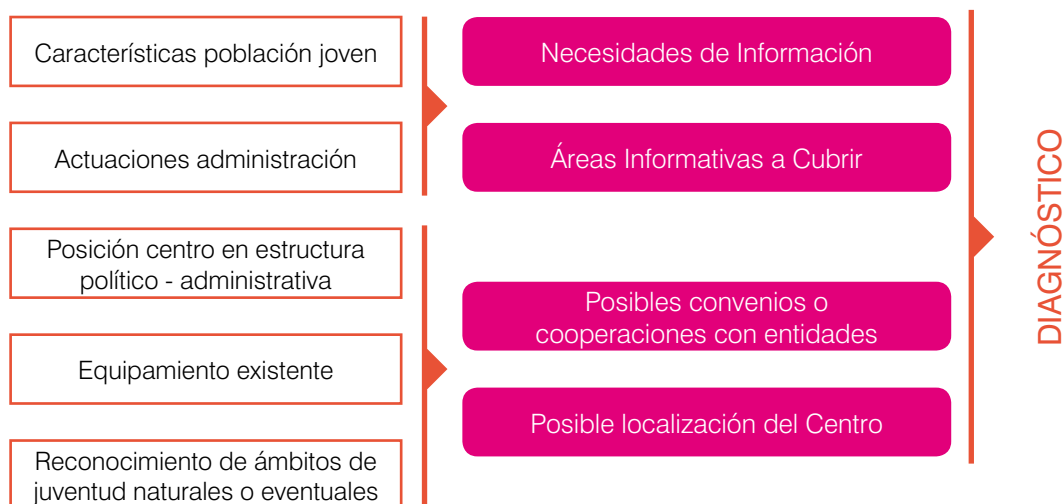 Característícas población joven
Actuaciones administración
Posición centro en estructura
político - administrativa
Equipamiento existente
Reconocimiento de ámbitos de
juventud naturales o eventuales
Necesidades de Información
Áreas Informativas a Cubrir
Posibles convenios o
cooperaciones con entidades
Posible localización del Centro
DIAGNÓSTICO